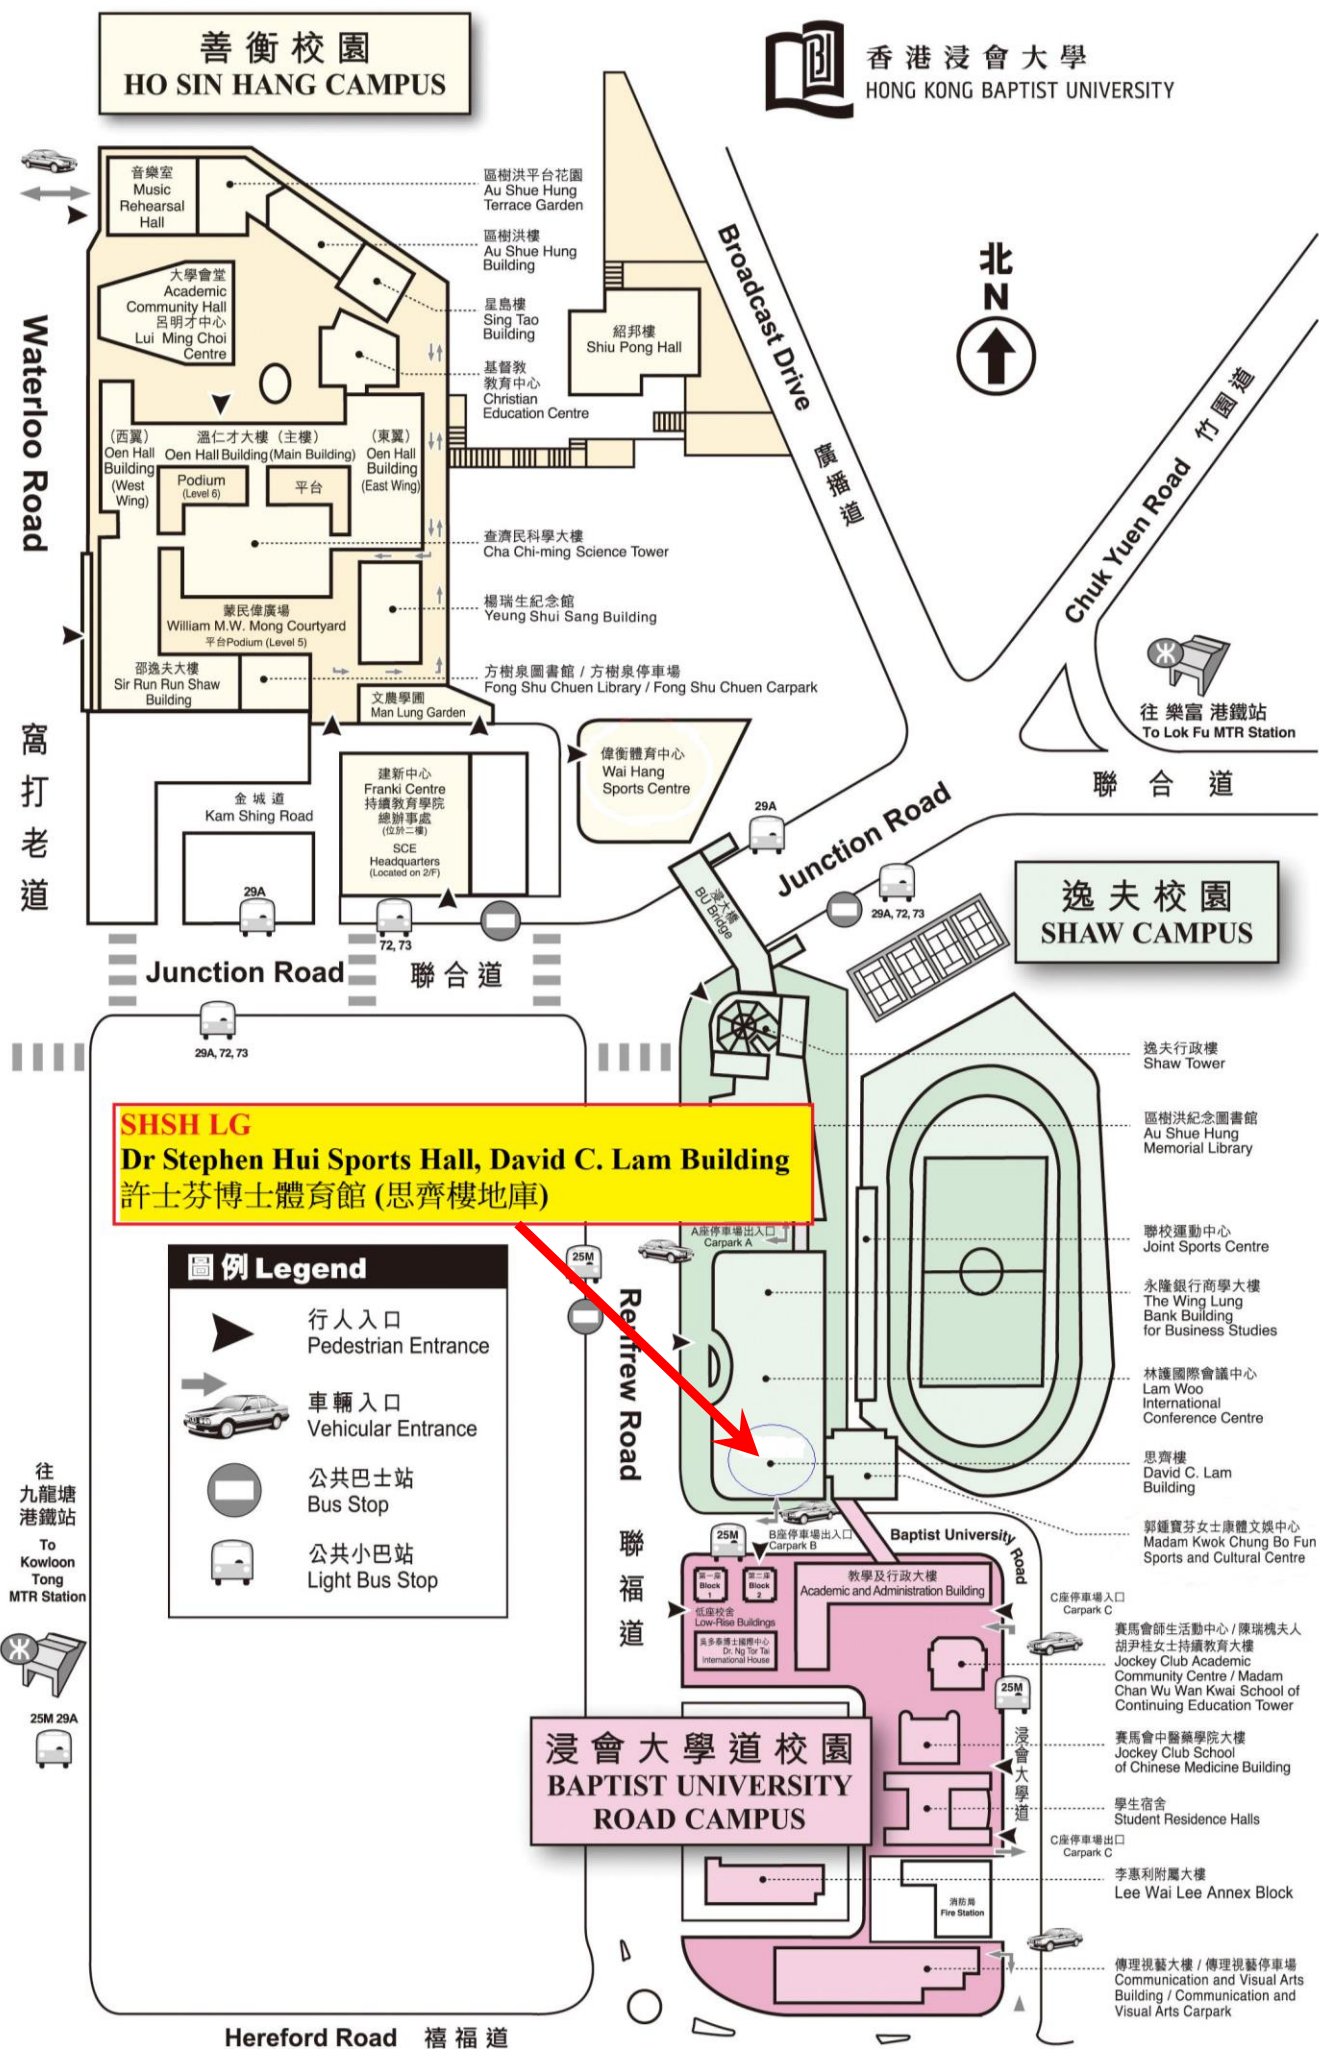 善衡校園
HO SIN HANG CAMPUS
香港浸會大學
HONG KONG BAPTIST UNIVERSITY
音樂室
Music
Rehearsal
Hall
區樹洪平台花園
Au Shue Hung
Terrace Garden
區樹洪樓
Au Shue Hung
Building
大學會堂
Academic
Community Hall
呂明才中心
Lui Ming Choi
Centre
星島樓
Sing Tao
Building
紹邦樓
Shiu Pong Hall
基督教
教育中心
Christian
Education Centre
Broadcast Drive 廣播道
北
N
Waterloo Road
窩打老道
(西翼)
Oen Hall
Building
(West
Wing)
溫仁才大樓 (主樓)
Oen Hall Building (Main Building)
(東翼)
Oen Hall
Building
(East Wing)
Podium
(Level 6)
平台
查濟民科學大樓
Cha Chi-ming Science Tower
蒙民偉廣場
William M.W. Mong Courtyard
平台Podium (Level 5)
楊瑞生紀念館
Yeung Shui Sang Building
邵逸夫大樓
Sir Run Run Shaw
Building
方樹泉圖書館 / 方樹泉停車場
Fong Shu Chuen Library / Fong Shu Chuen Carpark
文農學圃
Man Lung Garden
Chuk Yuen Road 竹園道
往 樂富 港鐵站
To Lok Fu MTR Station
聯合道
建新中心
Franki Centre
持續教育學院
總辦事處
(位於二樓)
SCE
Headquarters
(Located on 2/F)
偉衡體育中心
Wai Hang
Sports Centre
金城道
Kam Shing Road
29A
72, 73
29A
Junction Road
29A, 72, 73
浸大橋
BU Bridge
逸夫校園
SHAW CAMPUS
Junction Road 聯合道
29A, 72, 73
逸夫行政樓
Shaw Tower
SHSH LG
Dr Stephen Hui Sports Hall, David C. Lam Building
許士芬博士體育館 (思齊樓地庫)
區樹洪紀念圖書館
Au Shue Hung
Memorial Library
A座停車場出入口
Carpark A
聯校運動中心
Joint Sports Centre
圖例 Legend
行人入口
Pedestrian Entrance
車輛入口
Vehicular Entrance
公共巴士站
Bus Stop
公共小巴站
Light Bus Stop
25M
Renfrew Road
聯福道
永隆銀行商學大樓
The Wing Lung
Bank Building
for Business Studies
林護國際會議中心
Lam Woo
International
Conference Centre
思齊樓
David C. Lam
Building
郭鍾寶芬女士康體文娛中心
Madam Kwok Chung Bo Fun
Sports and Cultural Centre
往
九龍塘
港鐵站
To
Kowloon
Tong
MTR Station
25M 29A
25M
B座停車場出入口
Carpark B
Baptist University Road
第一座
Block
1
第二座
Block
2
低座校舍
Low-Rise Buildings
教學及行政大樓
Academic and Administration Building
吳多泰博士國際中心
Dr. Ng Tor Tai
International House
C座停車場入口
Carpark C
賽馬會師生活動中心 / 陳瑞槐夫人
胡尹桂女士持續教育大樓
Jockey Club Academic
Community Centre / Madam
Chan Wu Wan Kwai School of
Continuing Education Tower
25M
浸會大學道
浸會大學道校園
BAPTIST UNIVERSITY
ROAD CAMPUS
賽馬會中醫藥學院大樓
Jockey Club School
of Chinese Medicine Building
學生宿舍
Student Residence Halls
C座停車場出口
Carpark C
李惠利附屬大樓
Lee Wai Lee Annex Block
消防局
Fire Station
傳理視藝大樓 / 傳理視藝停車場
Communication and Visual Arts
Building / Communication and
Visual Arts Carpark
Hereford Road 禧福道